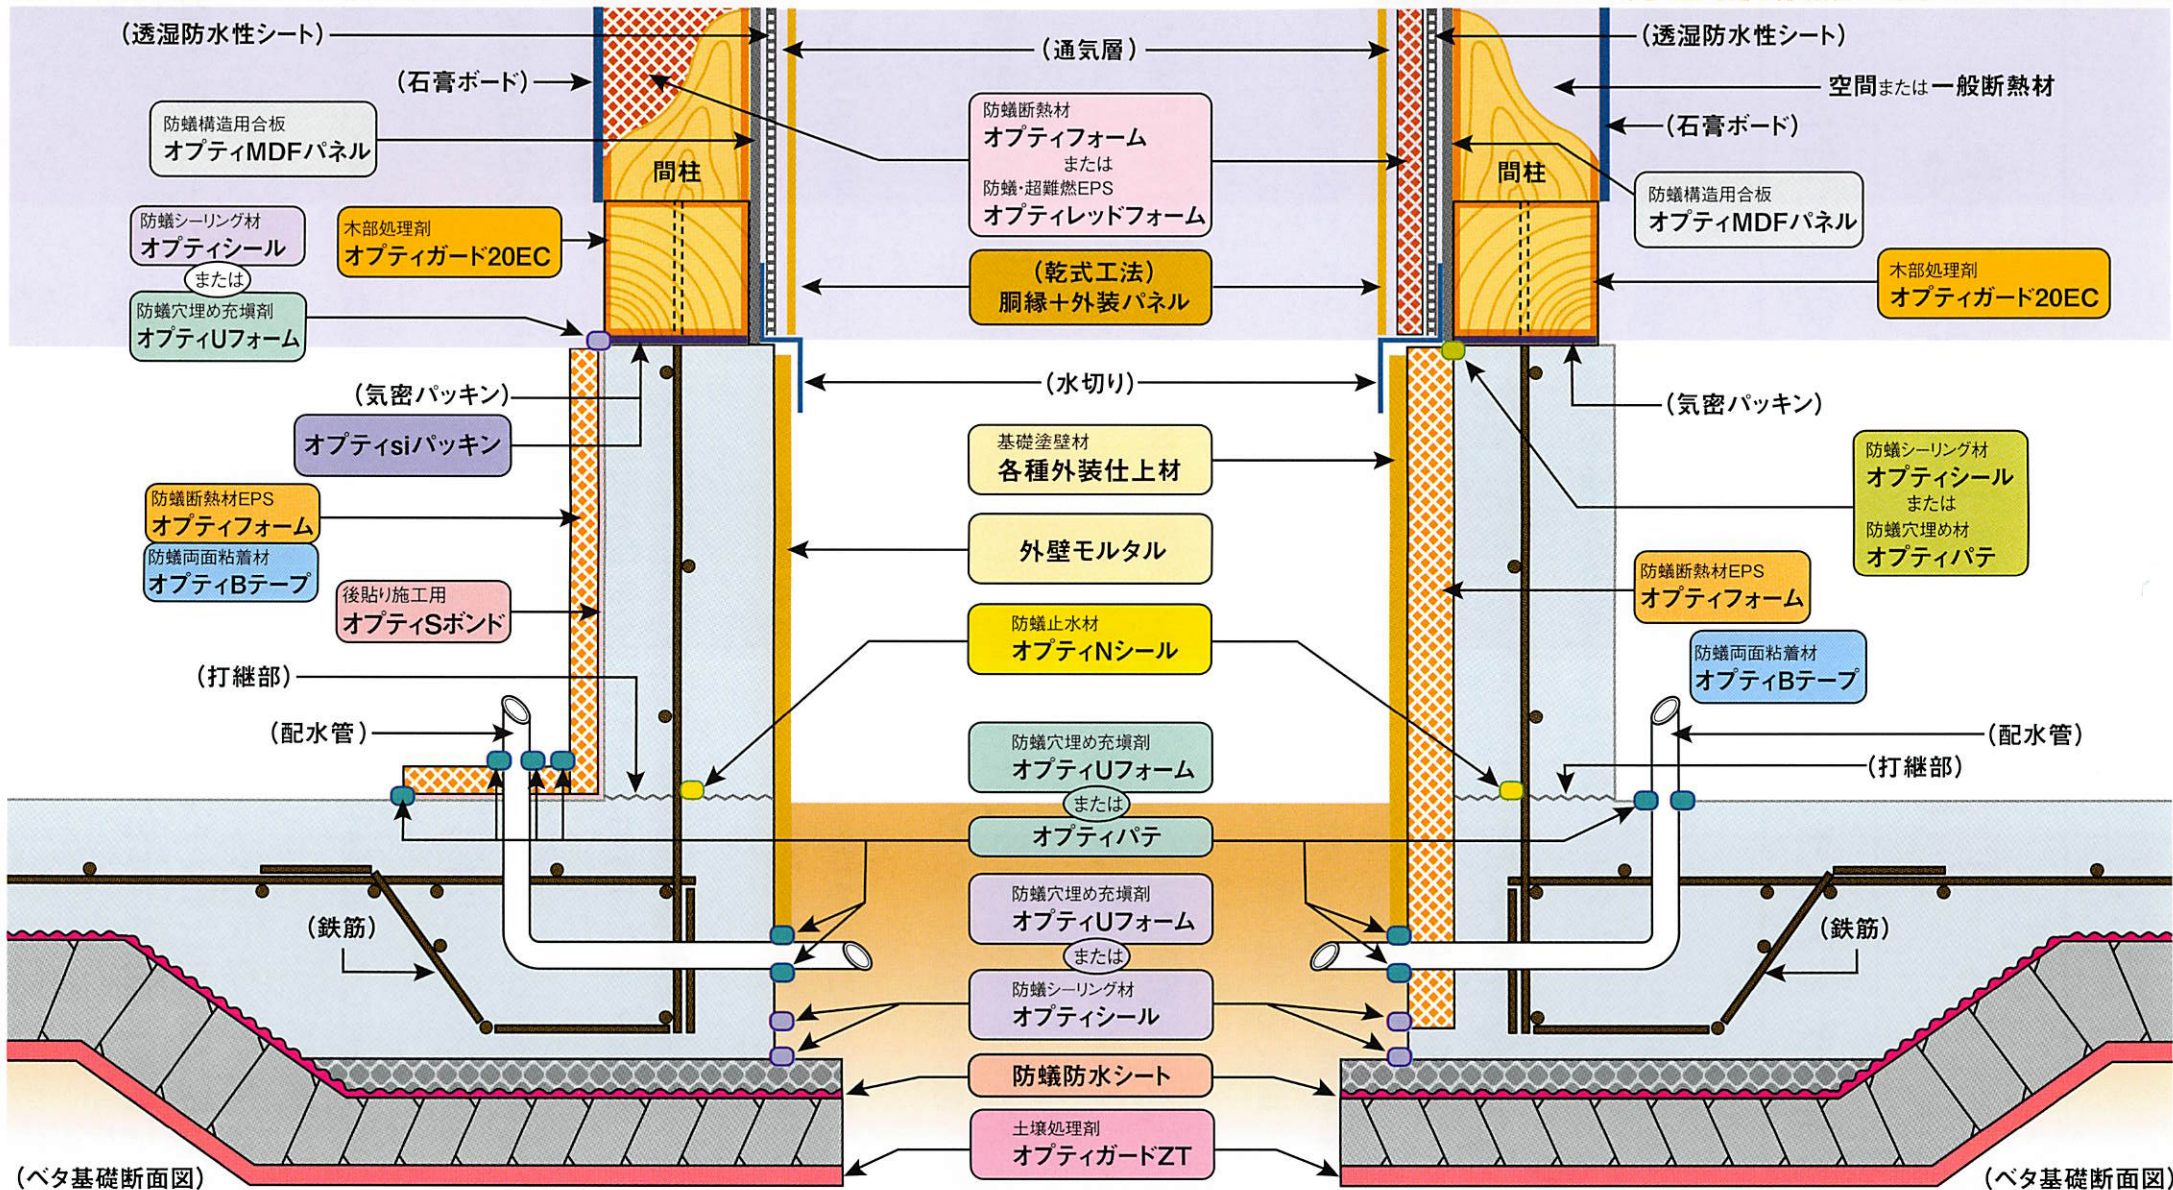 (透湿防水性シート)
(石膏ボード)
防蟻構造用合板
オプティMDFパネル
間柱
防蟻シーリング材
オプティシール
または
防蟻穴埋め充塡剤
オプティUフォーム
木部処理剤
オプティガード20EC
(気密パッキン)
オプティsiパッキン
防蟻断熱材EPS
オプティフォーム
防蟻両面粘着材
オプティBテープ
後貼り施工用
オプティSボンド
(打継部)
(配水管)
(鉄筋)
(ベタ基礎断面図)
(通気層)
防蟻断熱材
オプティフォーム
または
防蟻・超難燃EPS
オプティレッドフォーム
(乾式工法)
胴縁+外装パネル
(水切り)
基礎塗壁材
各種外装仕上材
外壁モルタル
防蟻止水材
オプティNシール
防蟻穴埋め充塡剤
オプティUフォーム
または
オプティパテ
防蟻穴埋め充塡剤
オプティUフォーム
または
防蟻シーリング材
オプティシール
防蟻防水シート
土壌処理剤
オプティガードZT
(透湿防水性シート)
空間または一般断熱材
(石膏ボード)
間柱
防蟻構造用合板
オプティMDFパネル
木部処理剤
オプティガード20EC
(気密パッキン)
防蟻シーリング材
オプティシール
または
防蟻穴埋め材
オプティパテ
防蟻断熱材EPS
オプティフォーム
防蟻両面粘着材
オプティBテープ
(配水管)
(打継部)
(鉄筋)
(ベタ基礎断面図)